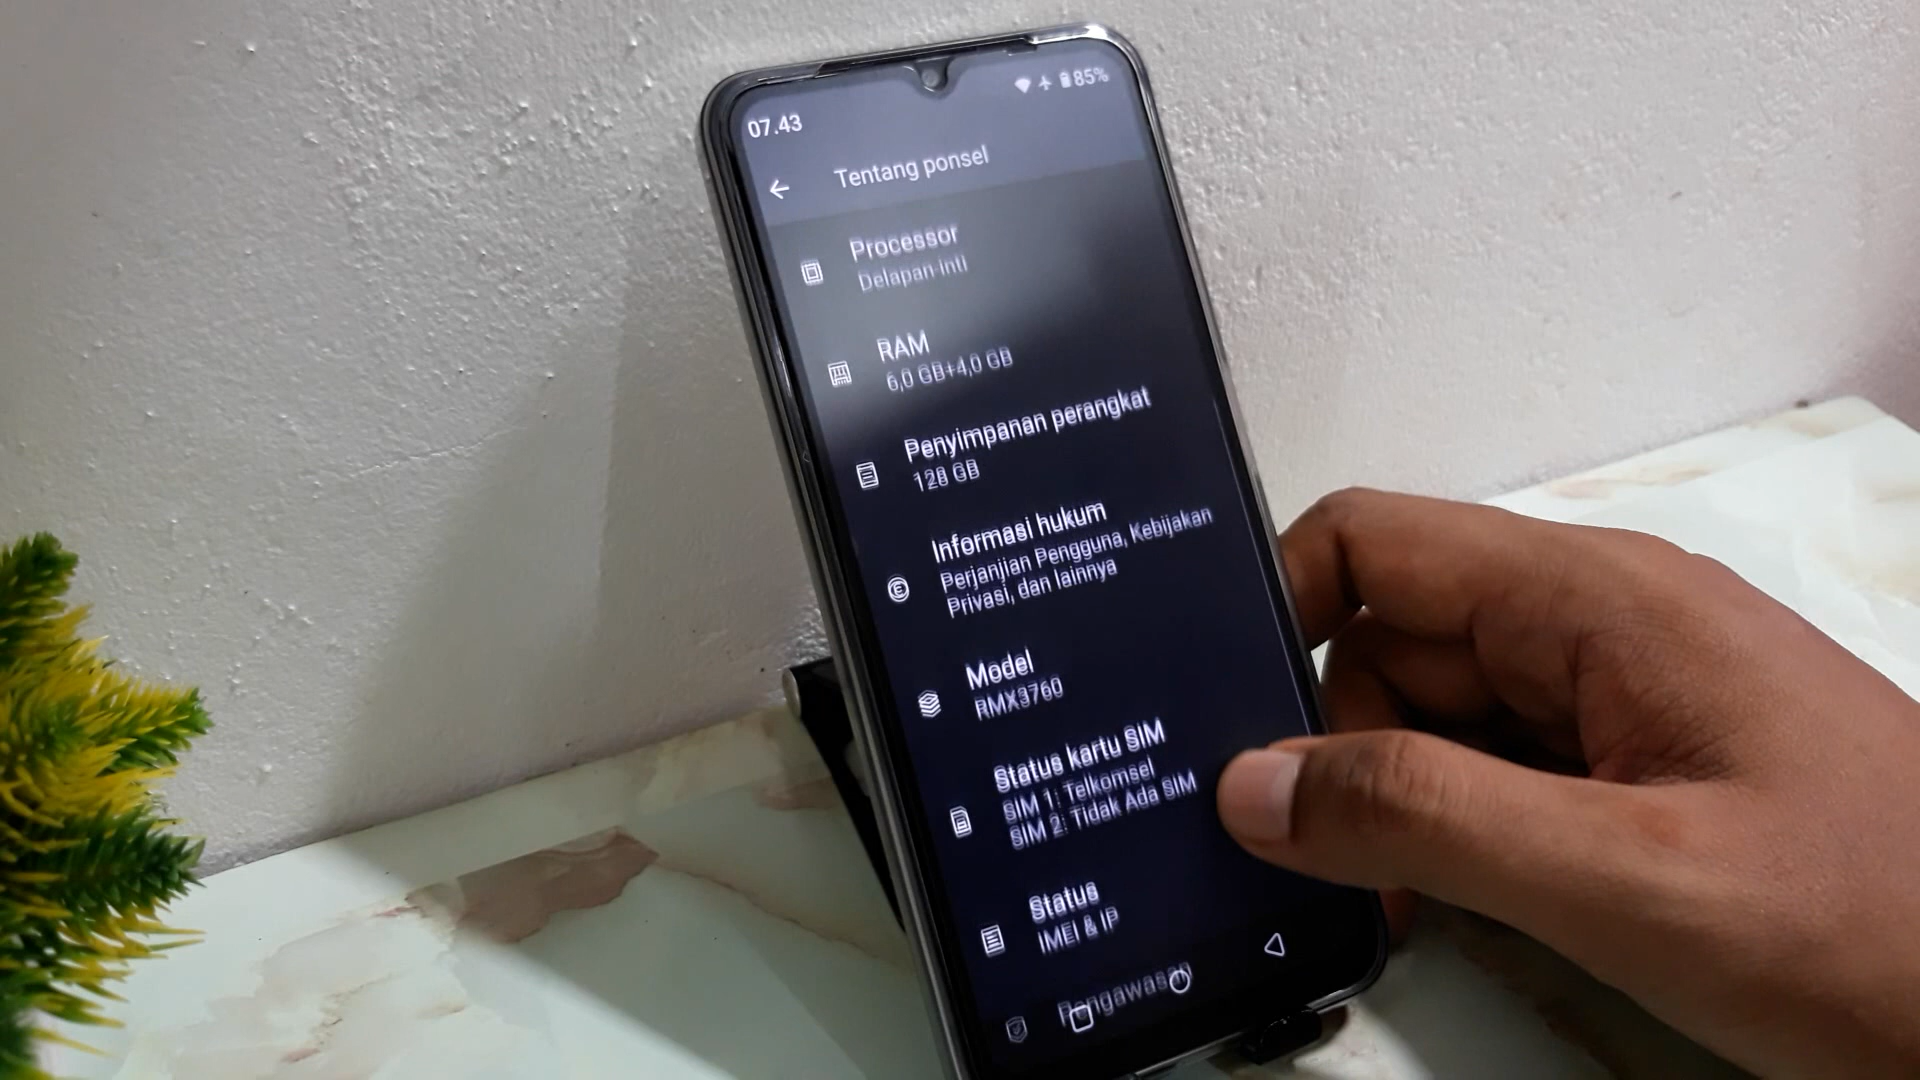 07.43
85%
Tentang ponsel
Processor
Delapan-inti
RAM
6,0 GB+4,0 GB
Penyimpanan perangkat
128 GB
Informasi hukum
Perjanjian Pengguna, Kebijakan
Privasi, dan lainnya
Model
RMX3760
Status kartu SIM
SIM 1: Telkomsel
SIM 2: Tidak Ada SIM
Status
IMEI & IP
Pengawasan